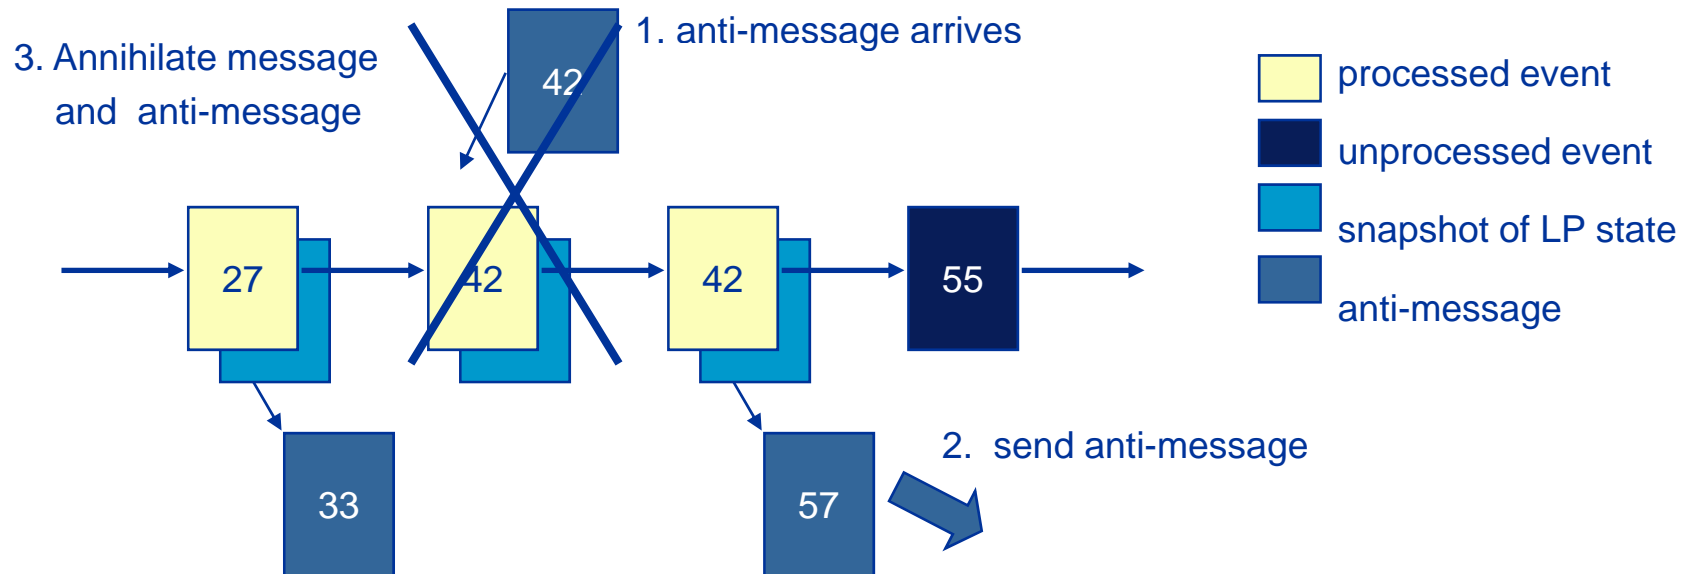 3. Annihilate message
and anti-message
42
1. anti-message arrives
27
42
42
55
33
57
2. send anti-message
processed event
unprocessed event
snapshot of LP state
anti-message